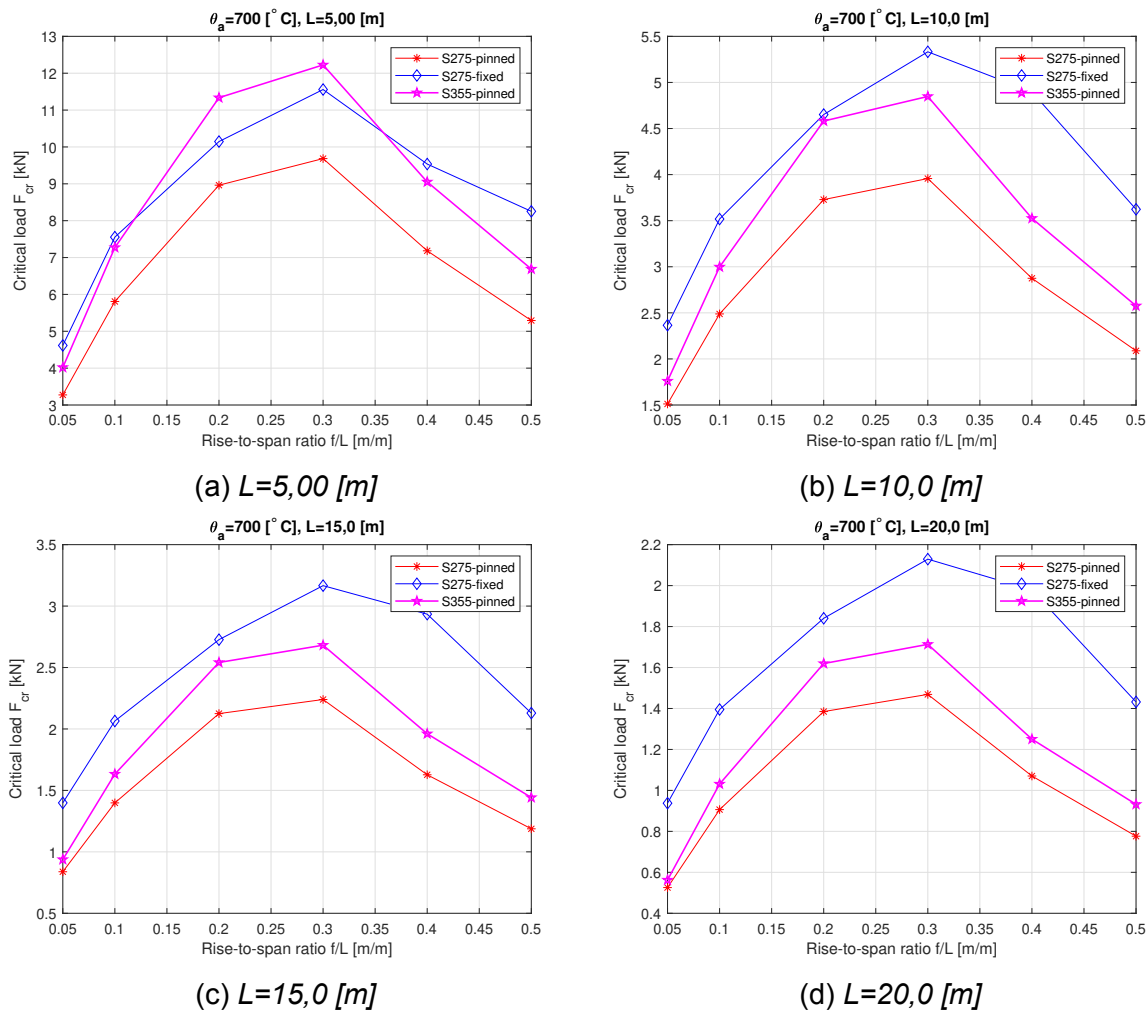 θa=700 [°C], L=5,00 [m]
13
12
11
10
9
8
7
6
5
4
3
Critical load Fcr [kN]
S275-pinned
S275-fixed
S355-pinned
0.05 0.1 0.15 0.2 0.25 0.3 0.35 0.4 0.45 0.5
Rise-to-span ratio f/L [m/m]
(a) L=5,00 [m]
θa=700 [°C], L=10,0 [m]
5.5
5
4.5
4
3.5
3
2.5
2
1.5
Critical load Fcr [kN]
S275-pinned
S275-fixed
S355-pinned
0.05 0.1 0.15 0.2 0.25 0.3 0.35 0.4 0.45 0.5
Rise-to-span ratio f/L [m/m]
(b) L=10,0 [m]
θa=700 [°C], L=15,0 [m]
3.5
3
2.5
2
1.5
1
0.5
Critical load Fcr [kN]
S275-pinned
S275-fixed
S355-pinned
0.05 0.1 0.15 0.2 0.25 0.3 0.35 0.4 0.45 0.5
Rise-to-span ratio f/L [m/m]
(c) L=15,0 [m]
θa=700 [°C], L=20,0 [m]
2.2
2
1.8
1.6
1.4
1.2
1
0.8
0.6
0.4
Critical load Fcr [kN]
S275-pinned
S275-fixed
S355-pinned
0.05 0.1 0.15 0.2 0.25 0.3 0.35 0.4 0.45 0.5
Rise-to-span ratio f/L [m/m]
(d) L=20,0 [m]